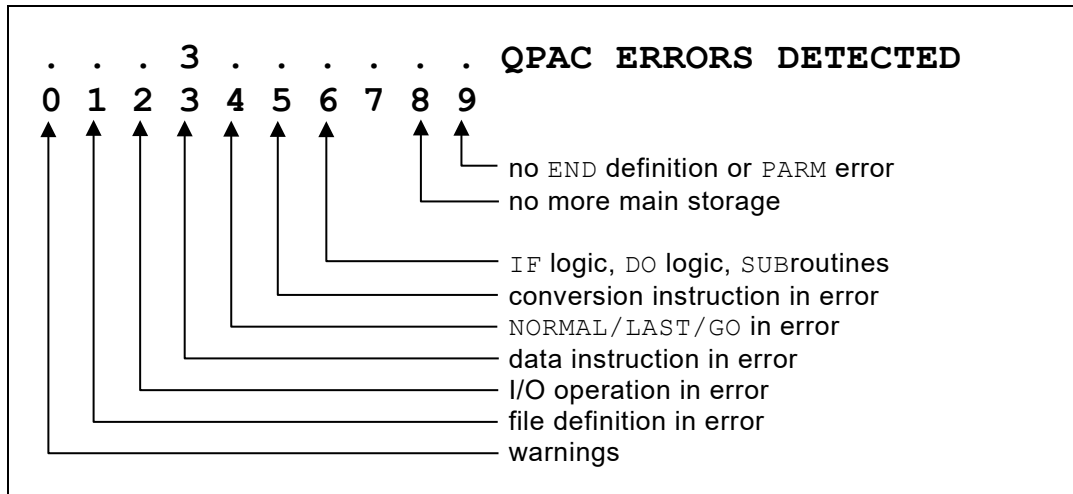 . . . 3 . . . . . . QPAC ERRORS DETECTED
0 1 2 3 4 5 6 7 8 9
no END definition or PARM error
no more main storage
IF logic, DO logic, SUBroutines
conversion instruction in error
NORMAL/LAST/GO in error
data instruction in error
I/O operation in error
file definition in error
warnings